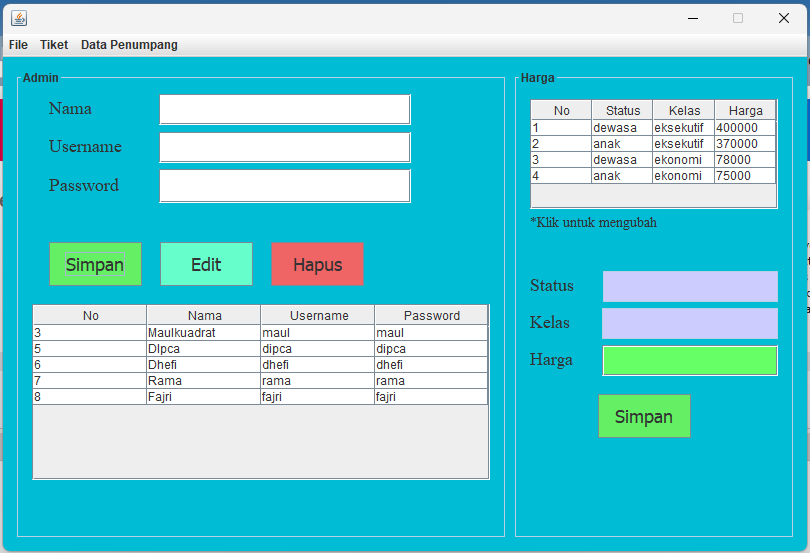 File Tiket Data Penumpang
Admin
Nama
Username
Password
Simpan Edit Hapus
No Nama Username Password
3 Maulkuadrat maul maul
5 DIpca dipca dipca
6 Dhefi dhefi dhefi
7 Rama rama rama
8 Fajri fajri fajri
Harga
No Status Kelas Harga
1 dewasa eksekutif 400000
2 anak eksekutif 370000
3 dewasa ekonomi 78000
4 anak ekonomi 75000
*Klik untuk mengubah
Status
Kelas
Harga
Simpan